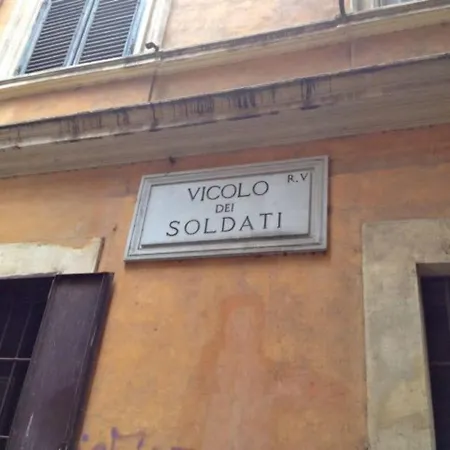 R. V
VICOLO
DEI
SOLDATI